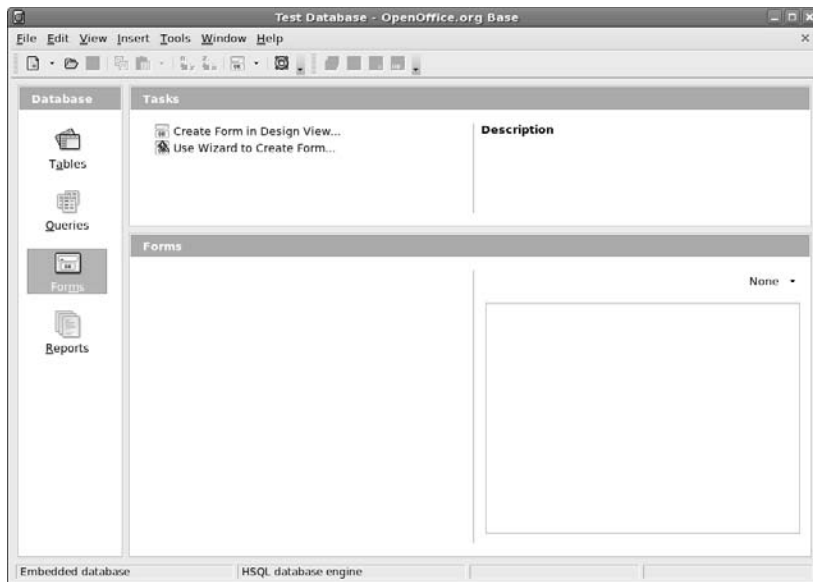 Test Database - OpenOffice.org Base
File Edit View Insert Tools Window Help
Database
Tables
Queries
Forms
Reports
Tasks
Create Form in Design View...
Use Wizard to Create Form...
Description
Forms
None
Embedded database
HSQL database engine